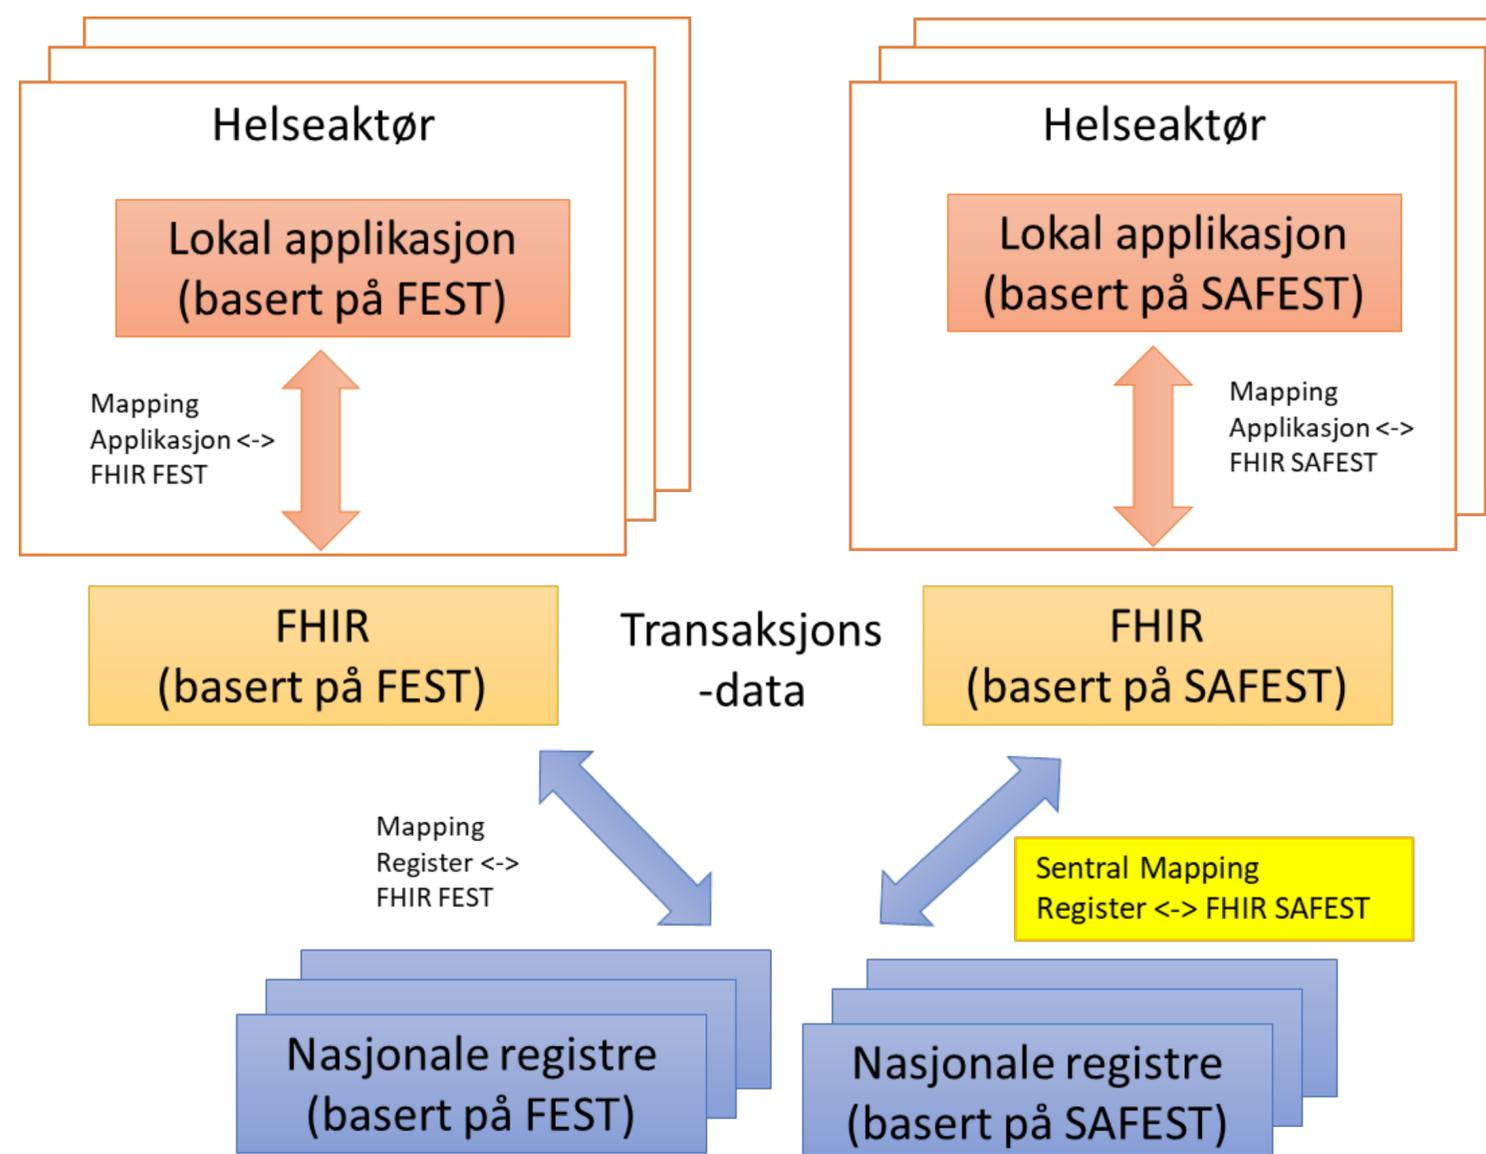 Helseaktør
Lokal applikasjon
(basert på FEST)
Mapping
Applikasjon <->
FHIR FEST
Helseaktør
Lokal applikasjon
(basert på SAFEST)
Mapping
Applikasjon <->
FHIR SAFEST
FHIR
(basert på FEST)
Transaksjons
-data
FHIR
(basert på SAFEST)
Mapping
Register <->
FHIR FEST
Sentral Mapping
Register <-> FHIR SAFEST
Nasjonale registre
(basert på FEST)
Nasjonale registre
(basert på SAFEST)